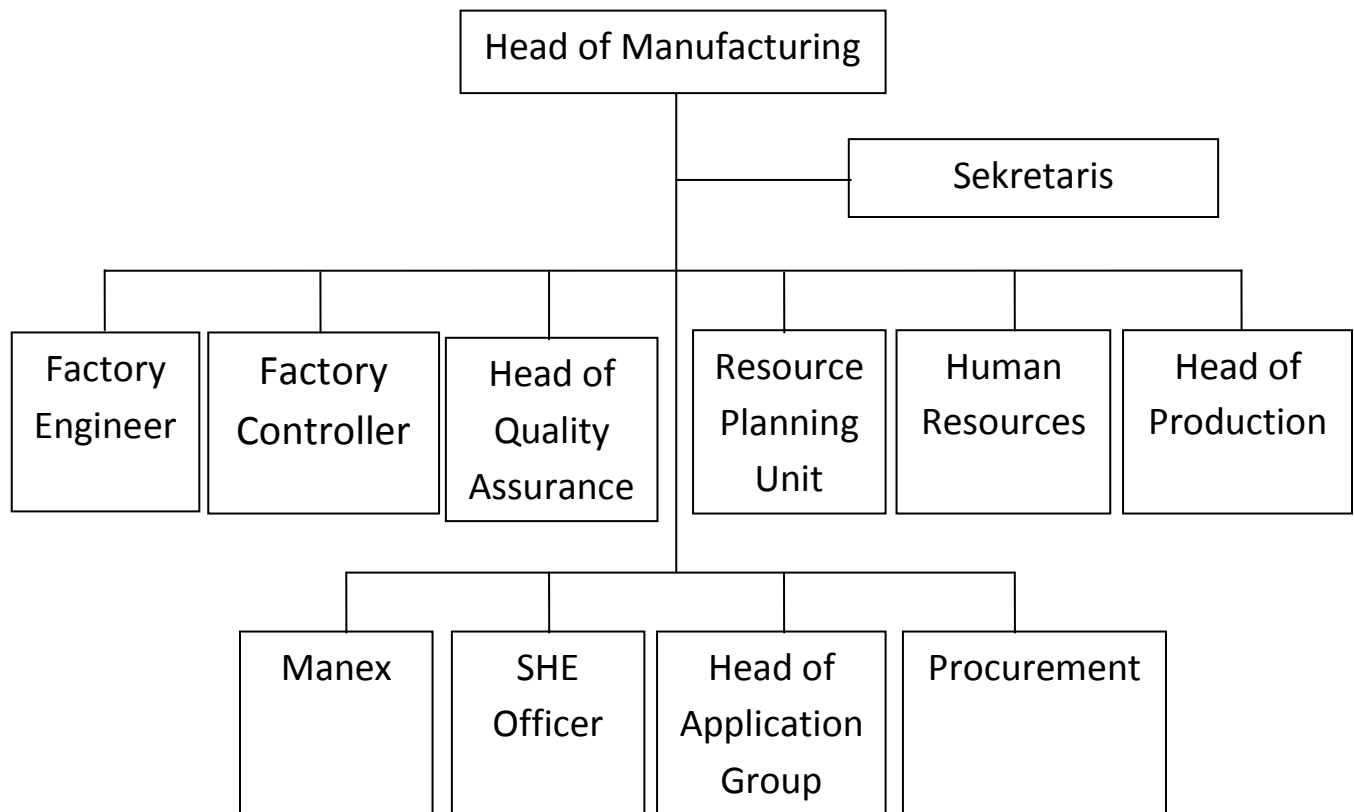 Head of Manufacturing
Sekretaris
Factory
Engineer
Factory
Controller
Head of
Quality
Assurance
Resource
Planning
Unit
Human
Resources
Head of
Production
Manex
SHE
Officer
Head of
Application
Group
Procurement